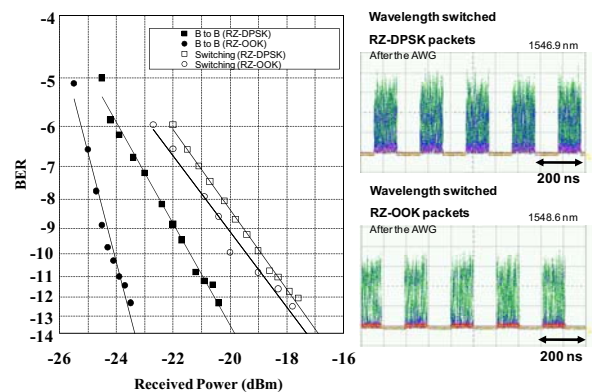 -4
-5
-6
-7
-8
-9
-10
-11
-12
-13
-14
BER
-26
-24
-22
-20
-18
-16
Received Power (dBm)
B to B (RZ-DPSK)
B to B (RZ-OOK)
Switching (RZ-DPSK)
Switching (RZ-OOK)
Wavelength switched
RZ-DPSK packets
1546.9 nm
After the AWG
200 ns
Wavelength switched
RZ-OOK packets
1548.6 nm
After the AWG
200 ns